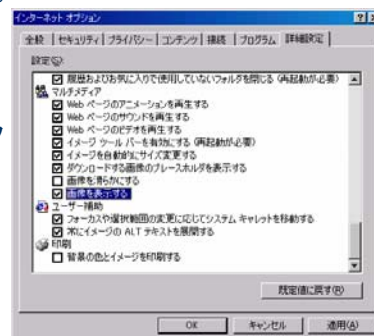 インターネット オプション
全般 セキュリティ プライバシー コンテンツ 接続 プログラム 詳細設定
設定(S):
履歴およびお気に入りで使用していないフォルダを閉じる (再起動が必要)
マルチメディア
Web ページのアニメーションを再生する
Web ページのサウンドを再生する
Web ページのビデオを再生する
イメージ ツール バーを有効にする (再起動が必要)
イメージを自動的にサイズ変更する
ダウンロードする画像のプレースホルダを表示する
画像を滑らかにする
画像を表示する
ユーザー補助
フォーカスや選択範囲の変更に応じてシステム キャレットを移動する
常にイメージの ALT テキストを展開する
印刷
背景の色とイメージを印刷する
既定値に戻す(R)
OK キャンセル 適用(A)